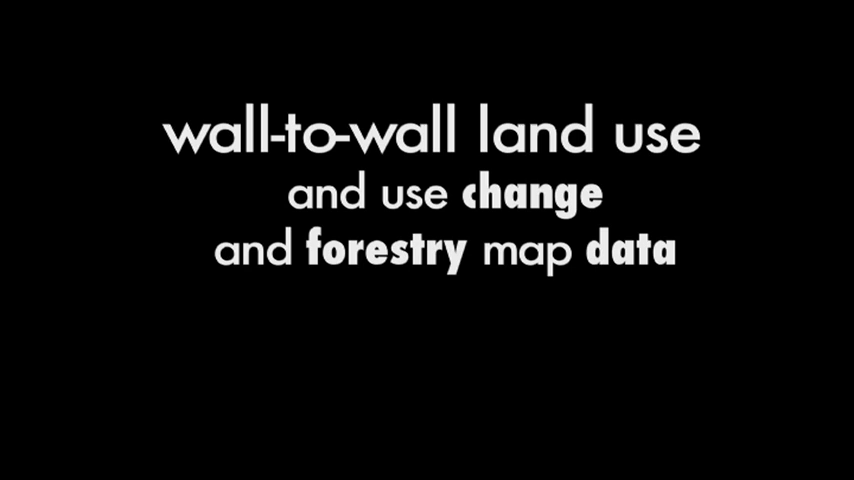 wall-to-wall land use
and use change
and forestry map data